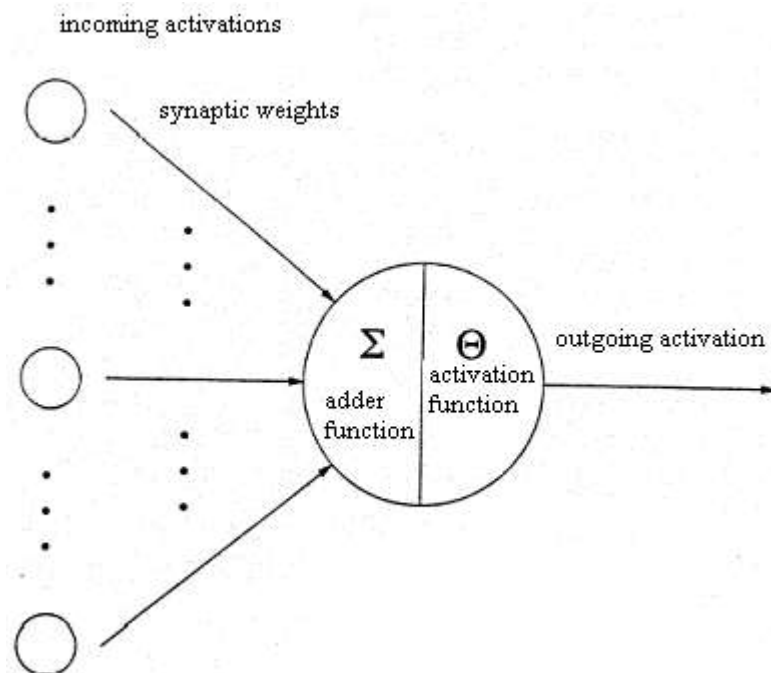 incoming activations
synaptic weights
Σ
Θ
outgoing activation
activation
function
adder
function